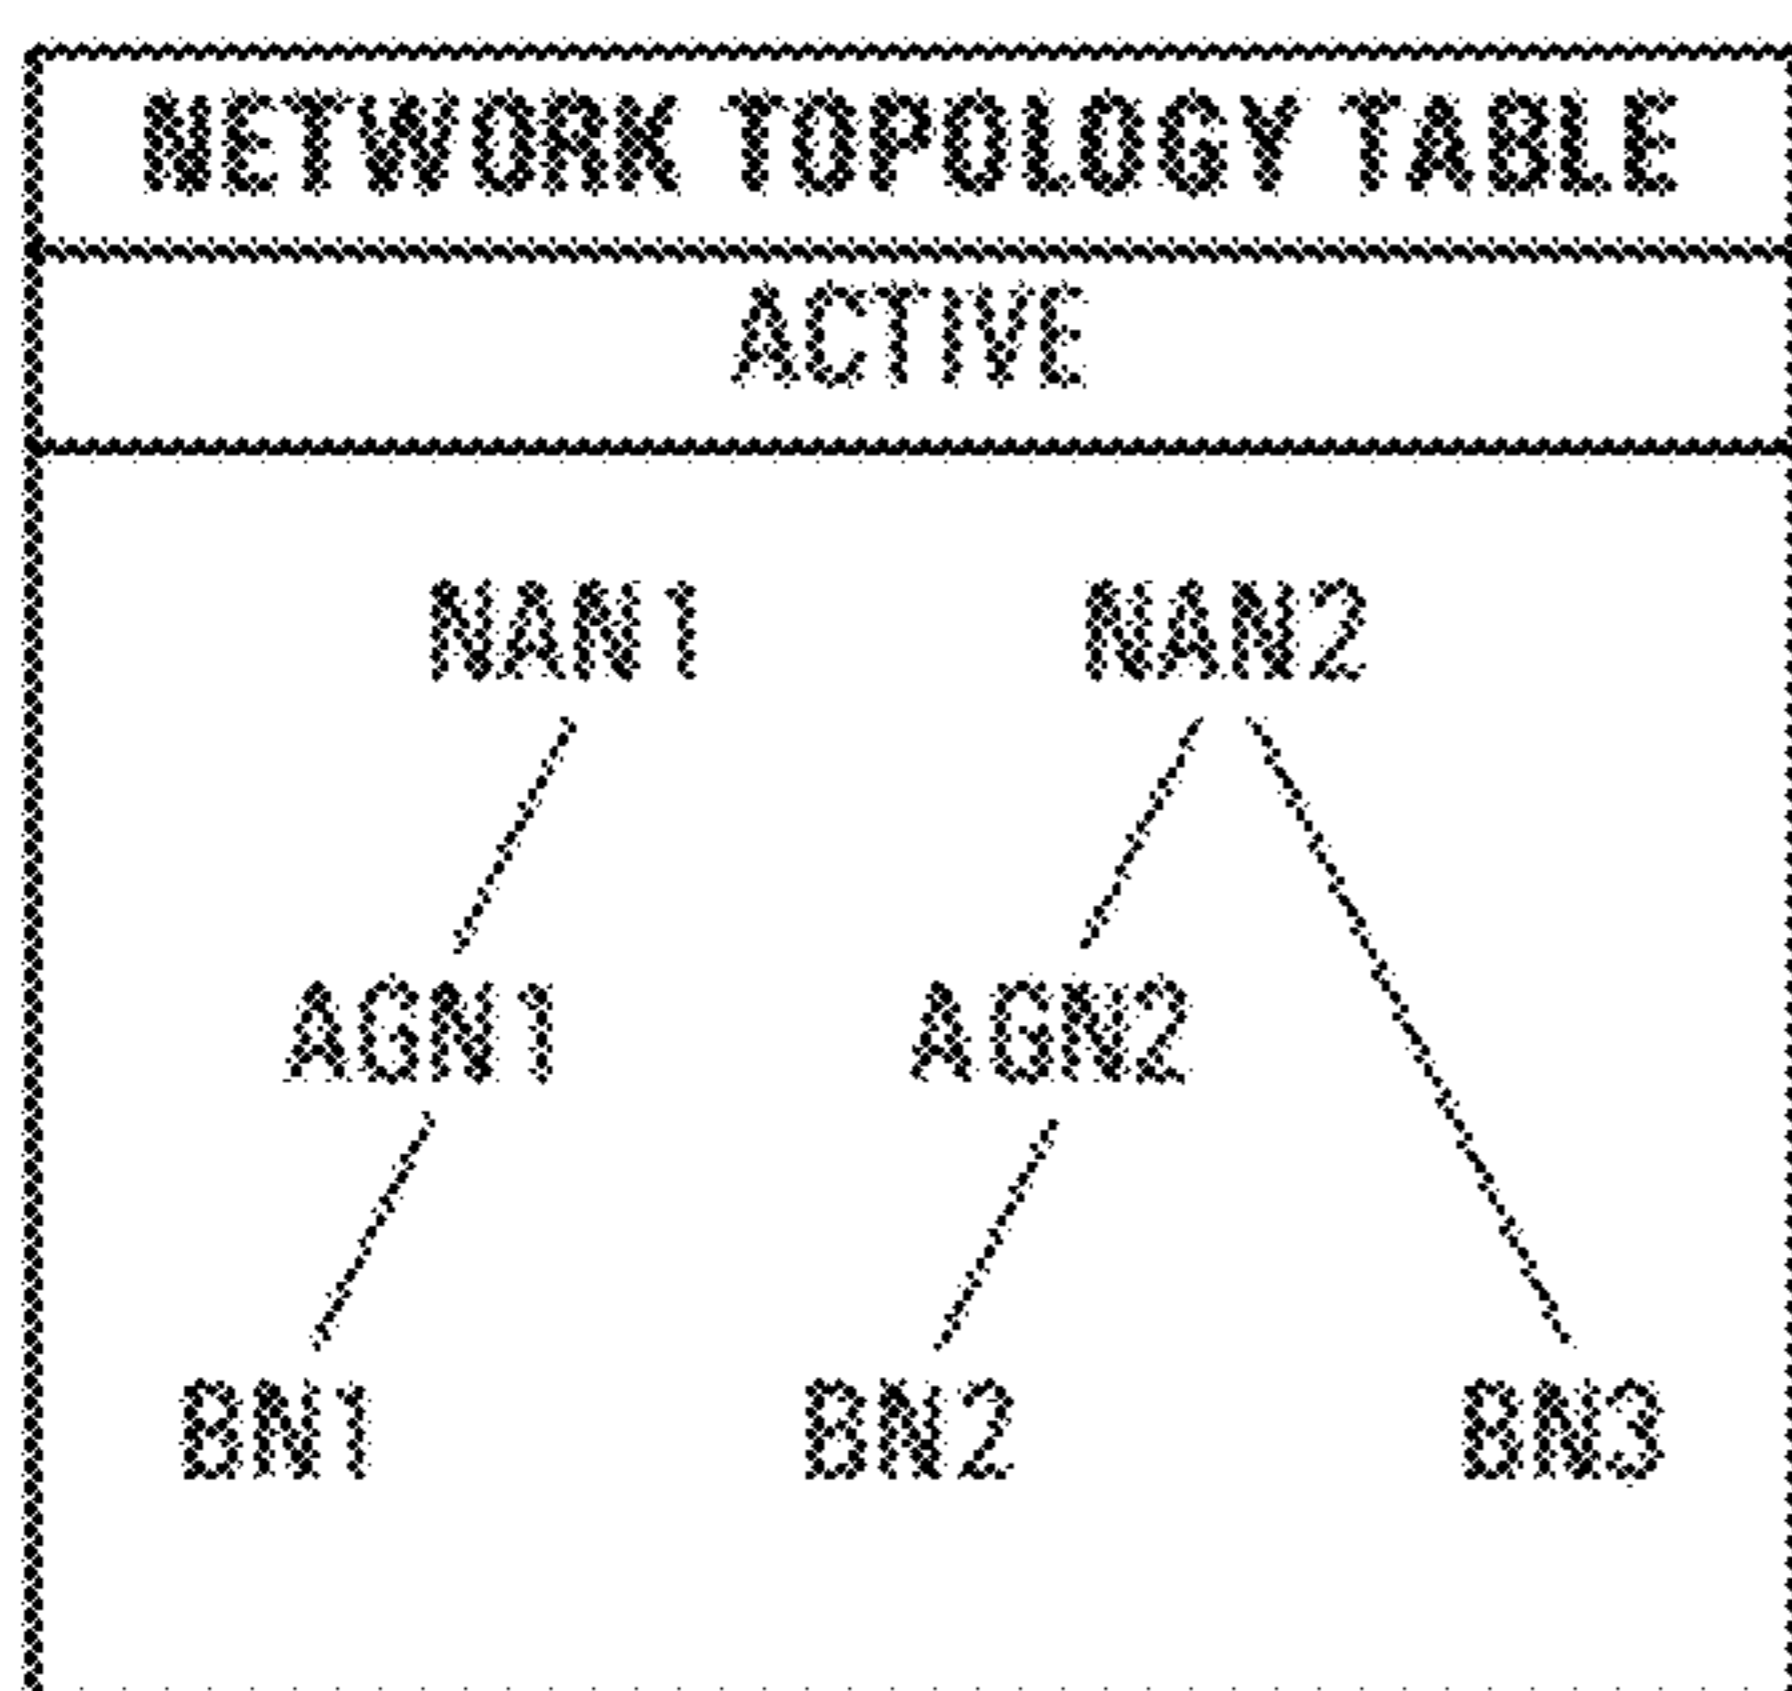 NETWORK TOPOLOGY TABLE
ACTIVE
NAN1 NAN2
AGN1 AGN2
BN1 BN2 BN3